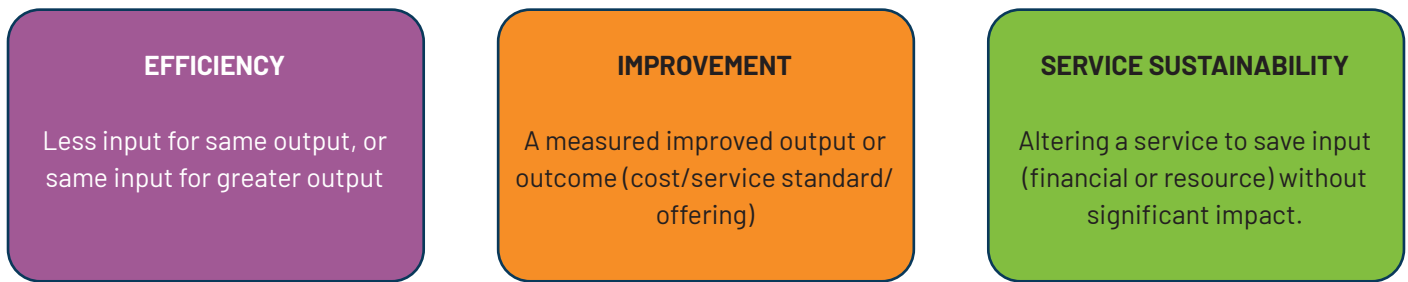 EFFICIENCY
Less input for same output, or
same input for greater output
IMPROVEMENT
A measured improved output or
outcome (cost/service standard/
offering)
SERVICE SUSTAINABILITY
Altering a service to save input
(financial or resource) without
significant impact.